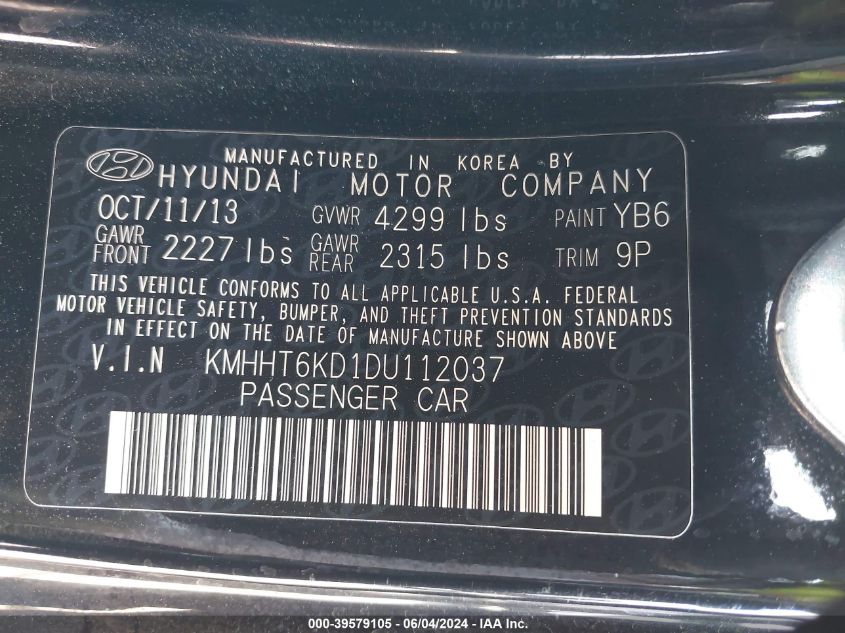 MANUFACTURED IN KOREA BY
HYUNDAI MOTOR COMPANY
OCT/11/13 GVWR 4299 lbs PAINT YB6
GAWR FRONT 2227 lbs GAWR REAR 2315 lbs TRIM 9P
THIS VEHICLE CONFORMS TO ALL APPLICABLE U.S.A. FEDERAL
MOTOR VEHICLE SAFETY, BUMPER, AND THEFT PREVENTION STANDARDS
IN EFFECT ON THE DATE OF MANUFACTURE SHOWN ABOVE
V.I.N KMHHT6KD1DU112037
PASSENGER CAR
000-39579105 - 06/04/2024 - IAA Inc.